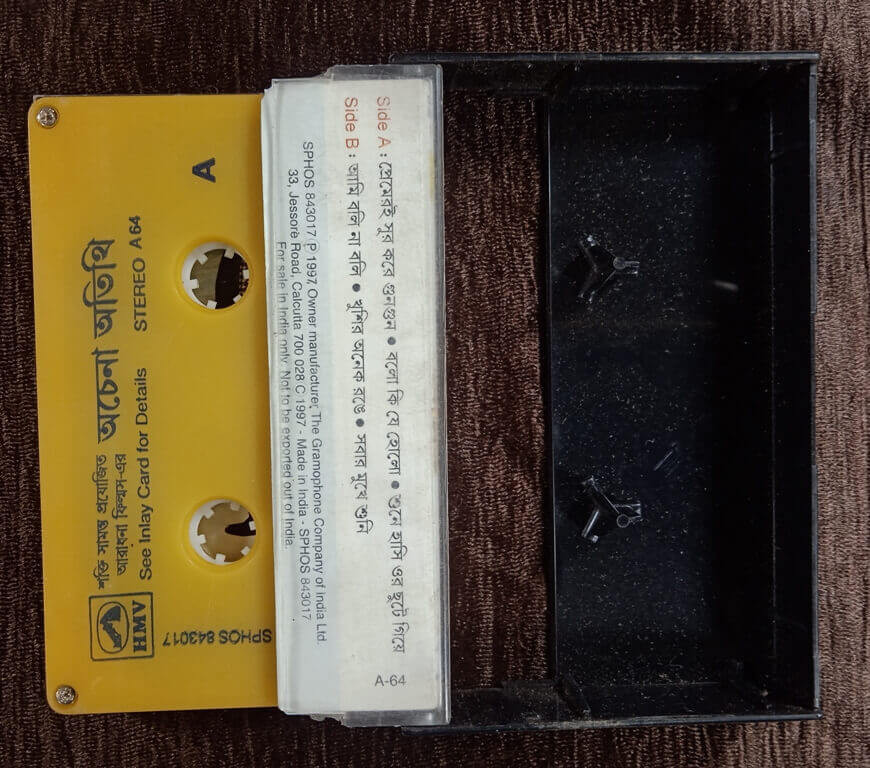 A
শক্তি সামন্ত প্রযোজিত
আরাধনা ফিল্মস-এর
অচেনা অতিথি
See Inlay Card for Details STEREO A 64
HMV
SPHOS 843017
Side A : প্রেমেরই সুর করে গুনগুন • বলো কি যে হোলো • শুনে হাসি ওর ছুটে গিয়ে
Side B : আমি বলি না বলি • খুশির অনেক রঙে • সবার মুখে শুনি
A-64
SPHOS 843017 P 1997. Owner manufacturer, The Gramophone Company of India Ltd.
33, Jessore Road, Calcutta 700 028 C 1997 - Made in India - SPHOS 843017
For sale in India only. Not to be exported out of India.